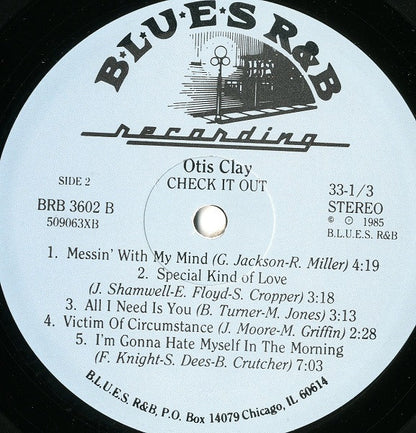 B·L·U·E·S R&B
recording
Otis Clay
SIDE 2
CHECK IT OUT
33-1/3
BRB 3602 B
STEREO
509063XB
© ℗ 1985
B.L.U.E.S. R&B
1. Messin' With My Mind (G. Jackson-R. Miller) 4:19
2. Special Kind of Love
(J. Shamwell-E. Floyd-S. Cropper) 3:18
3. All I Need Is You (B. Turner-M. Jones) 3:13
4. Victim Of Circumstance (J. Moore-M. Griffin) 2:28
5. I'm Gonna Hate Myself In The Morning
(F. Knight-S. Dees-B. Crutcher) 7:03
B.L.U.E.S. R&B, P.O. Box 14079 Chicago, IL 60614